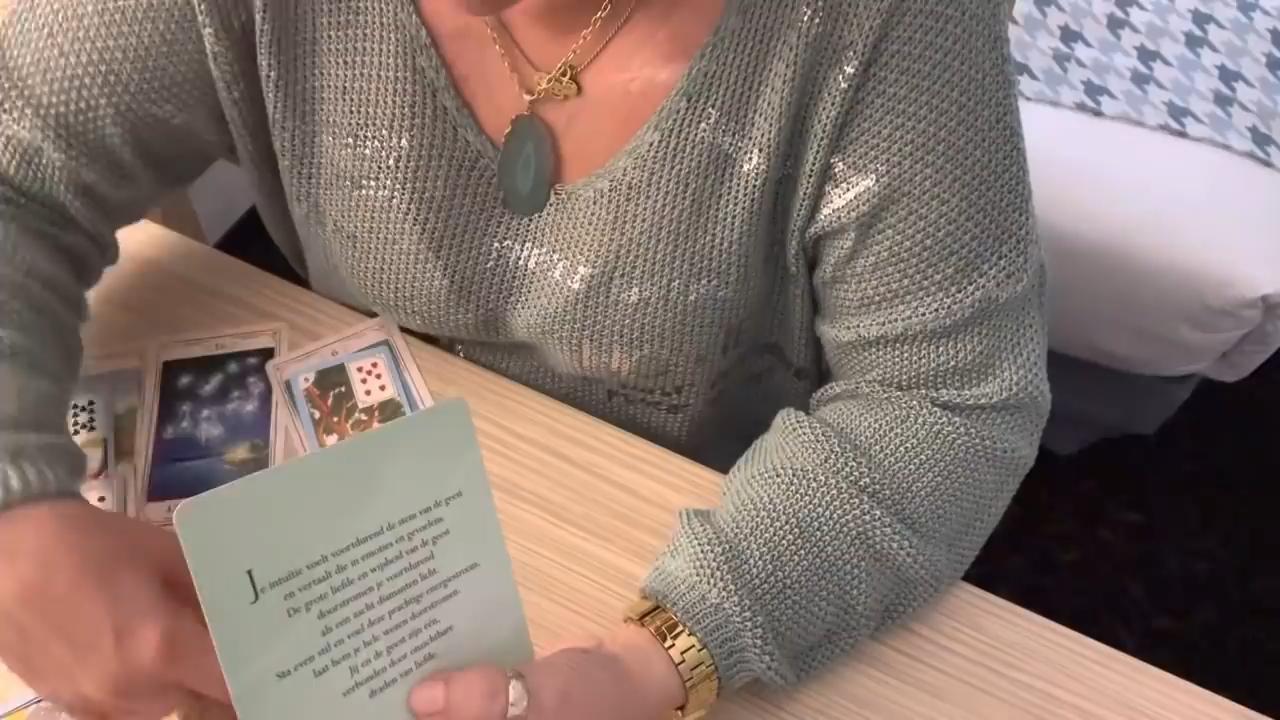 Je intuïtie voelt voortdurend de stem van de geest
en vertaalt die in emoties en gevoelens.
De grote liefde en wijsheid van de geest
doorstromen je voortdurend
als een zacht diamanten licht.
Sta even stil en voel deze prachtige energiestroom,
laat hem je hele wezen doorstromen.
Jij en de geest zijn één,
verbonden door onzichtbare
draden van liefde.